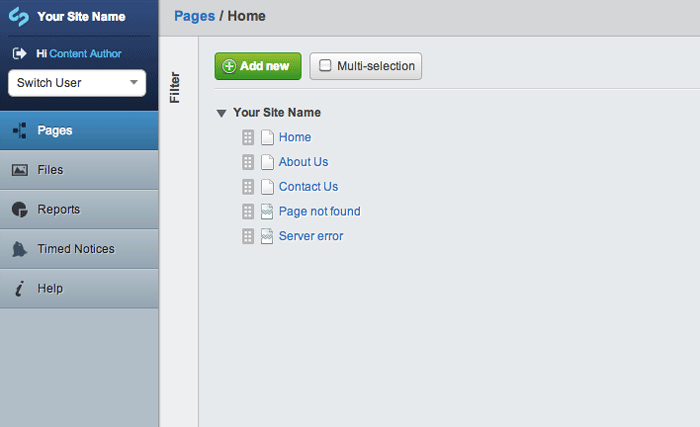 Your Site Name
Hi Content Author
Switch User
Pages
Files
Reports
Timed Notices
Help
Pages / Home
Filter
Add new
Multi-selection
Your Site Name
Home
About Us
Contact Us
Page not found
Server error